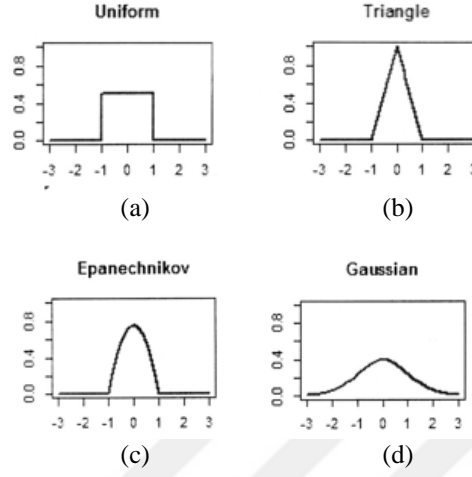 Uniform
0.0 0.4 0.8
-3 -2 -1 0 1 2 3
(a)
Triangle
0.0 0.4 0.8
-3 -2 -1 0 1 2 3
(b)
Epanechnikov
0.0 0.4 0.8
-3 -2 -1 0 1 2 3
(c)
Gaussian
0.0 0.4 0.8
-3 -2 -1 0 1 2 3
(d)